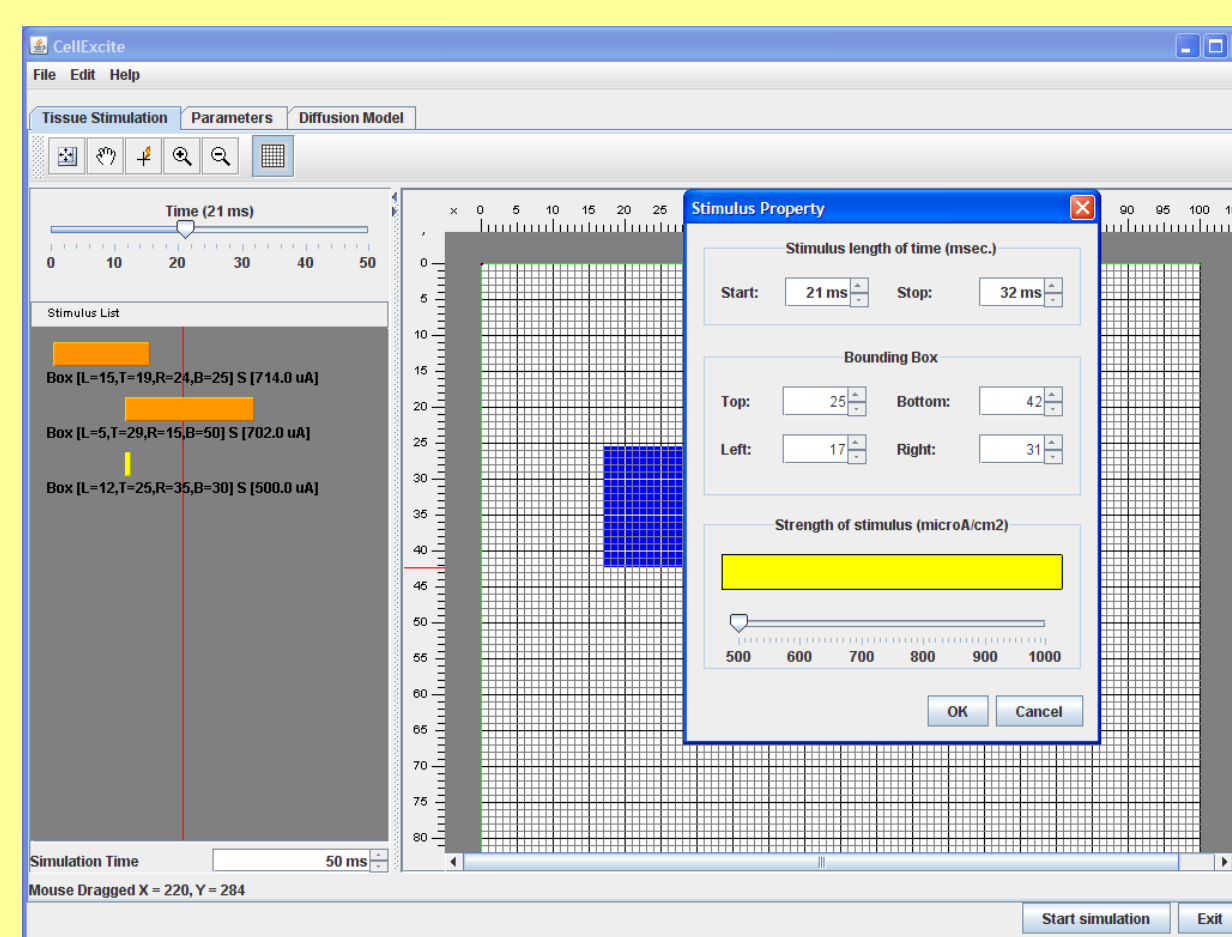 CellExcite
File Edit Help
Tissue Stimulation Parameters Diffusion Model
Time (21 ms)
0 10 20 30 40 50
Stimulus List
Box [L=15,T=19,R=24,B=25] S [714.0 uA]
Box [L=5,T=29,R=15,B=50] S [702.0 uA]
Box [L=12,T=25,R=35,B=30] S [500.0 uA]
Simulation Time 50 ms
Mouse Dragged X = 220, Y = 284
x 0 5 10 15 20 25 90 95 100
0
5
10
15
20
25
30
35
40
45
50
55
60
65
70
75
80
Stimulus Property
Stimulus length of time (msec.)
Start: 21 ms Stop: 32 ms
Bounding Box
Top: 25 Bottom: 42
Left: 17 Right: 31
Strength of stimulus (microA/cm2)
500 600 700 800 900 1000
OK Cancel
Start simulation Exit